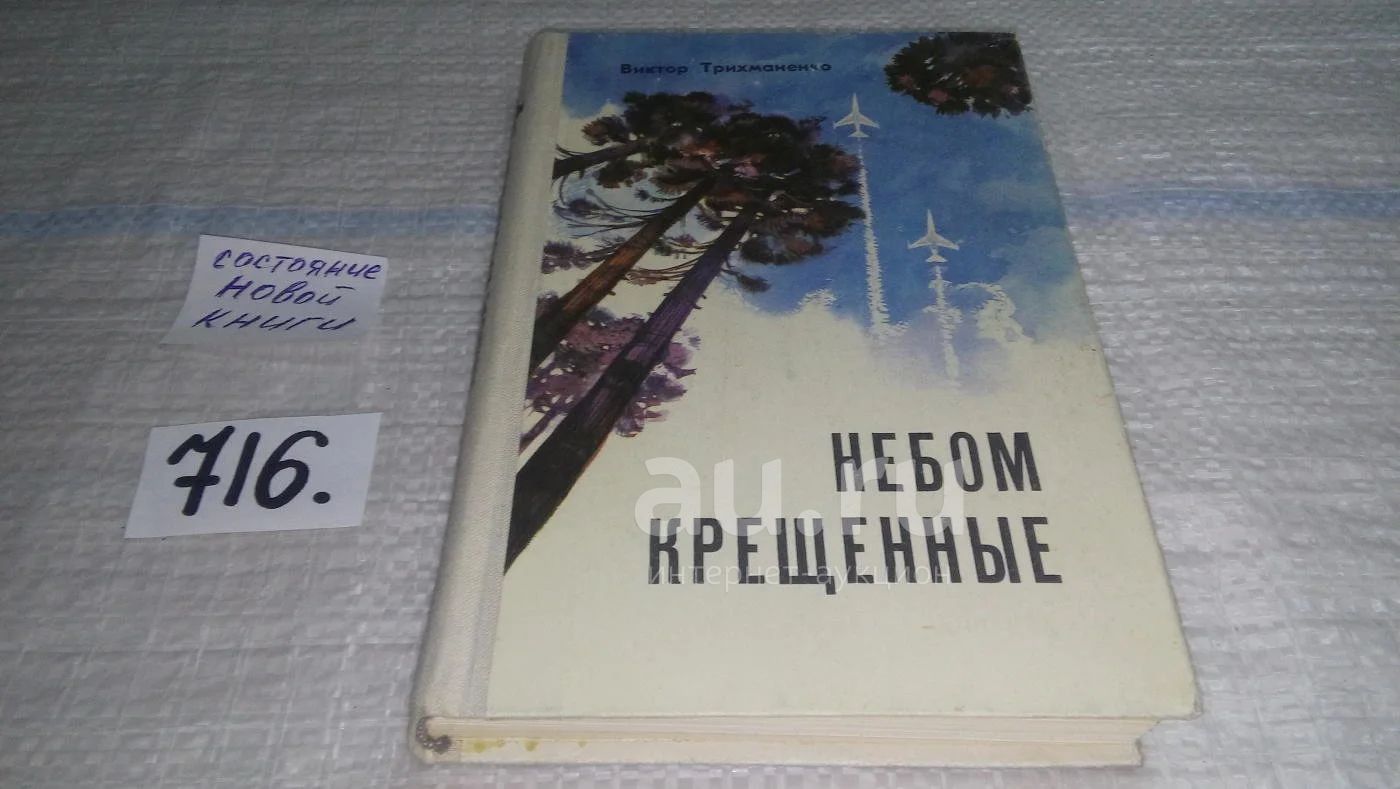 Виктор Трихманенко
состояние
новой
книги
716.
НЕБОМ
КРЕЩЕННЫЕ
au.ru
интернет-аукцион